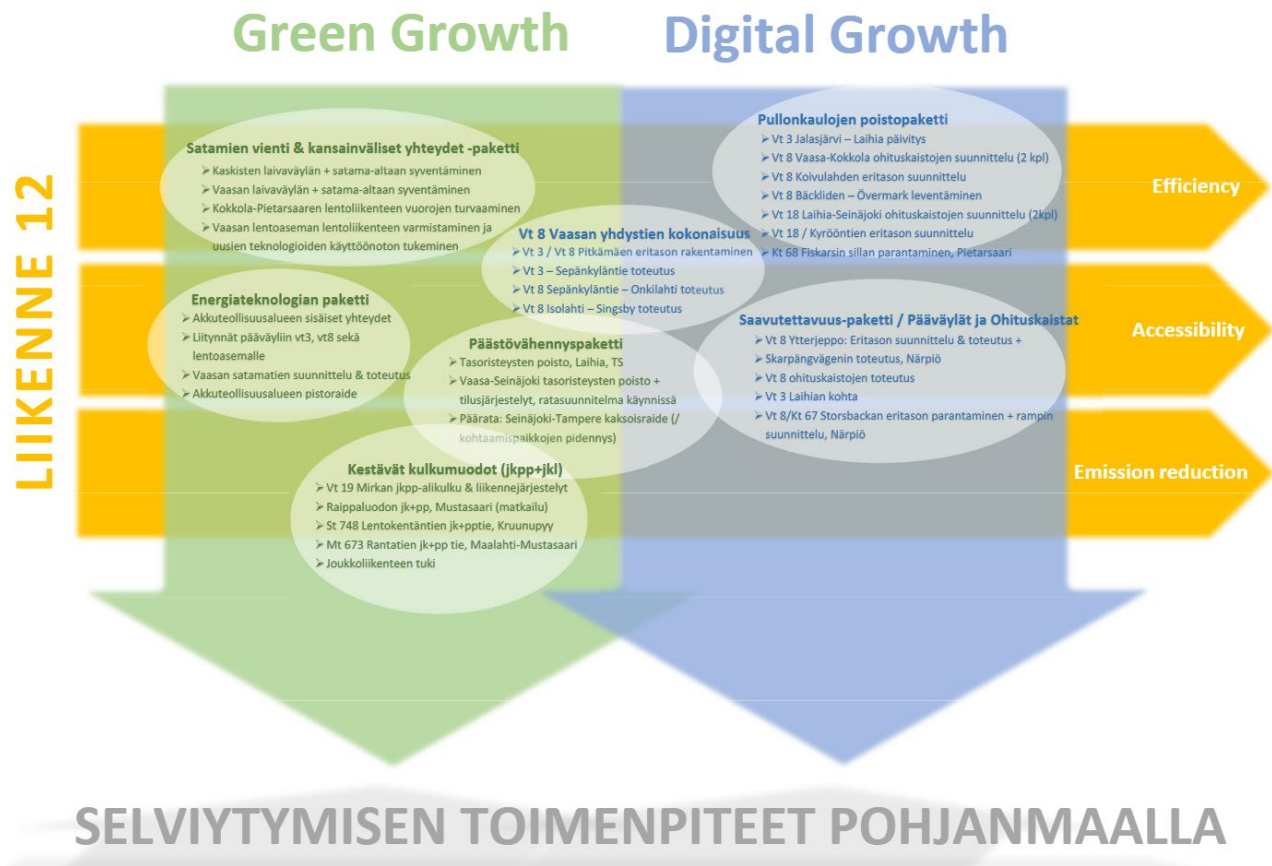 Green Growth
Digital Growth
LIIKENNE 12
Satamien vienti & kansainväliset yhteydet -paketti
➢ Kaskisten laivaväylän + satama-altaan syventäminen
➢ Vaasan laivaväylän + satama-altaan syventäminen
➢ Kokkola-Pietarsaaren lentoliikenteen vuorojen turvaaminen
➢ Vaasan lentoaseman lentoliikenteen varmistaminen ja
uusien teknologioiden käyttöönoton tukeminen
Pullonkaulojen poistopaketti
➢ Vt 3 Jalasjärvi – Laihia päivitys
➢ Vt 8 Vaasa-Kokkola ohituskaistojen suunnittelu (2 kpl)
➢ Vt 8 Koivulahden eritason suunnittelu
➢ Vt 8 Bäckliden – Övermark leventäminen
➢ Vt 18 Laihia-Seinäjoki ohituskaistojen suunnittelu (2kpl)
➢ Vt 18 / Kyrööntien eritason suunnittelu
➢ Kt 68 Fiskarsin sillan parantaminen, Pietarsaari
Efficiency
Vt 8 Vaasan yhdystien kokonaisuus
➢ Vt 3 / Vt 8 Pitkämäen eritason rakentaminen
➢ Vt 3 – Sepänkyläntie toteutus
➢ Vt 8 Sepänkyläntie – Onkilahti toteutus
➢ Vt 8 Isolahti – Singsby toteutus
Energiateknologian paketti
➢ Akkuteollisuusalueen sisäiset yhteydet
➢ Liitynnät pääväyliin vt3, vt8 sekä
lentoasemalle
➢ Vaasan satamatien suunnittelu & toteutus
➢ Akkuteollisuusalueen pistoraide
Päästövähennyspaketti
➢ Tasoristeysten poisto, Laihia, TS
➢ Vaasa-Seinäjoki tasoristeysten poisto +
tilusjärjestelyt, ratasuunnitelma käynnissä
➢ Päärata: Seinäjoki-Tampere kaksoisraide (/
kohtaamispaikkojen pidennys)
Saavutettavuus-paketti / Pääväylät ja Ohituskaistat
➢ Vt 8 Ytterjeppo: Eritason suunnittelu & toteutus +
➢ Skarpängvägenin toteutus, Närpiö
➢ Vt 8 ohituskaistojen toteutus
➢ Vt 3 Laihian kohta
➢ Vt 8/Kt 67 Storsbackan eritason parantaminen + rampin
suunnittelu, Närpiö
Accessibility
Kestävät kulkumuodot (jkpp+jkl)
➢ Vt 19 Mirkan jkpp-alikulku & liikennejärjestelyt
➢ Raippaluodon jk+pp, Mustasaari (matkailu)
➢ St 748 Lentokentäntien jk+pptie, Kruunupyy
➢ Mt 673 Rantatien jk+pp tie, Maalahti-Mustasaari
➢ Joukkoliikenteen tuki
Emission reduction
SELVIYTYMISEN TOIMENPITEET POHJANMAALLA